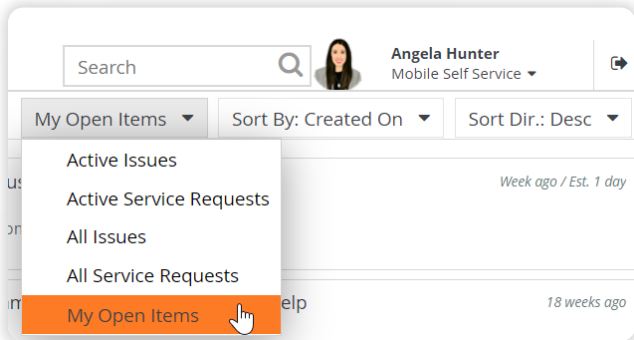 Search
Angela Hunter
Mobile Self Service
My Open Items
Sort By: Created On
Sort Dir.: Desc
Active Issues
Active Service Requests
All Issues
All Service Requests
My Open Items
Week ago / Est. 1 day
18 weeks ago